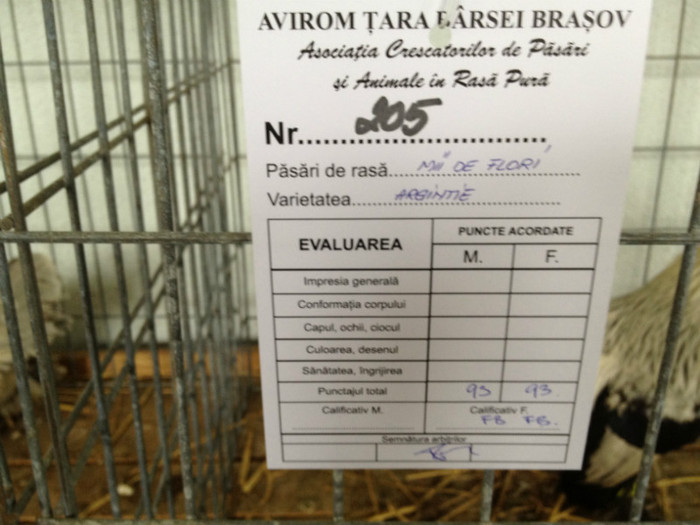 AVIROM ȚARA BÂRSEI BRAȘOV
Asociația Crescatorilor de Păsări
și Animale în Rasă Pură
Nr. 205
Păsări de rasă MII DE FLORI
Varietatea ARGINTIE
EVALUAREA
PUNCTE ACORDATE
M. F.
Impresia generală
Conformația corpului
Capul, ochii, ciocul
Culoarea, desenul
Sănătatea, îngrijirea
Punctajul total 93 93
Calificativ M. Calificativ F.
FB FB.
Semnătura arbitrilor